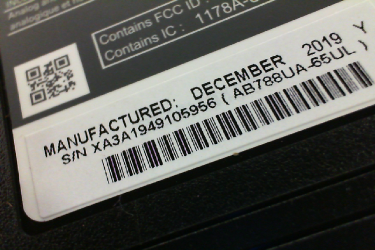 Contains FCC ID :
Contains IC : 1178A-
MANUFACTURED: DECEMBER 2019 Y
S/N XA3A1949105956 ( AB788UA-65UL )